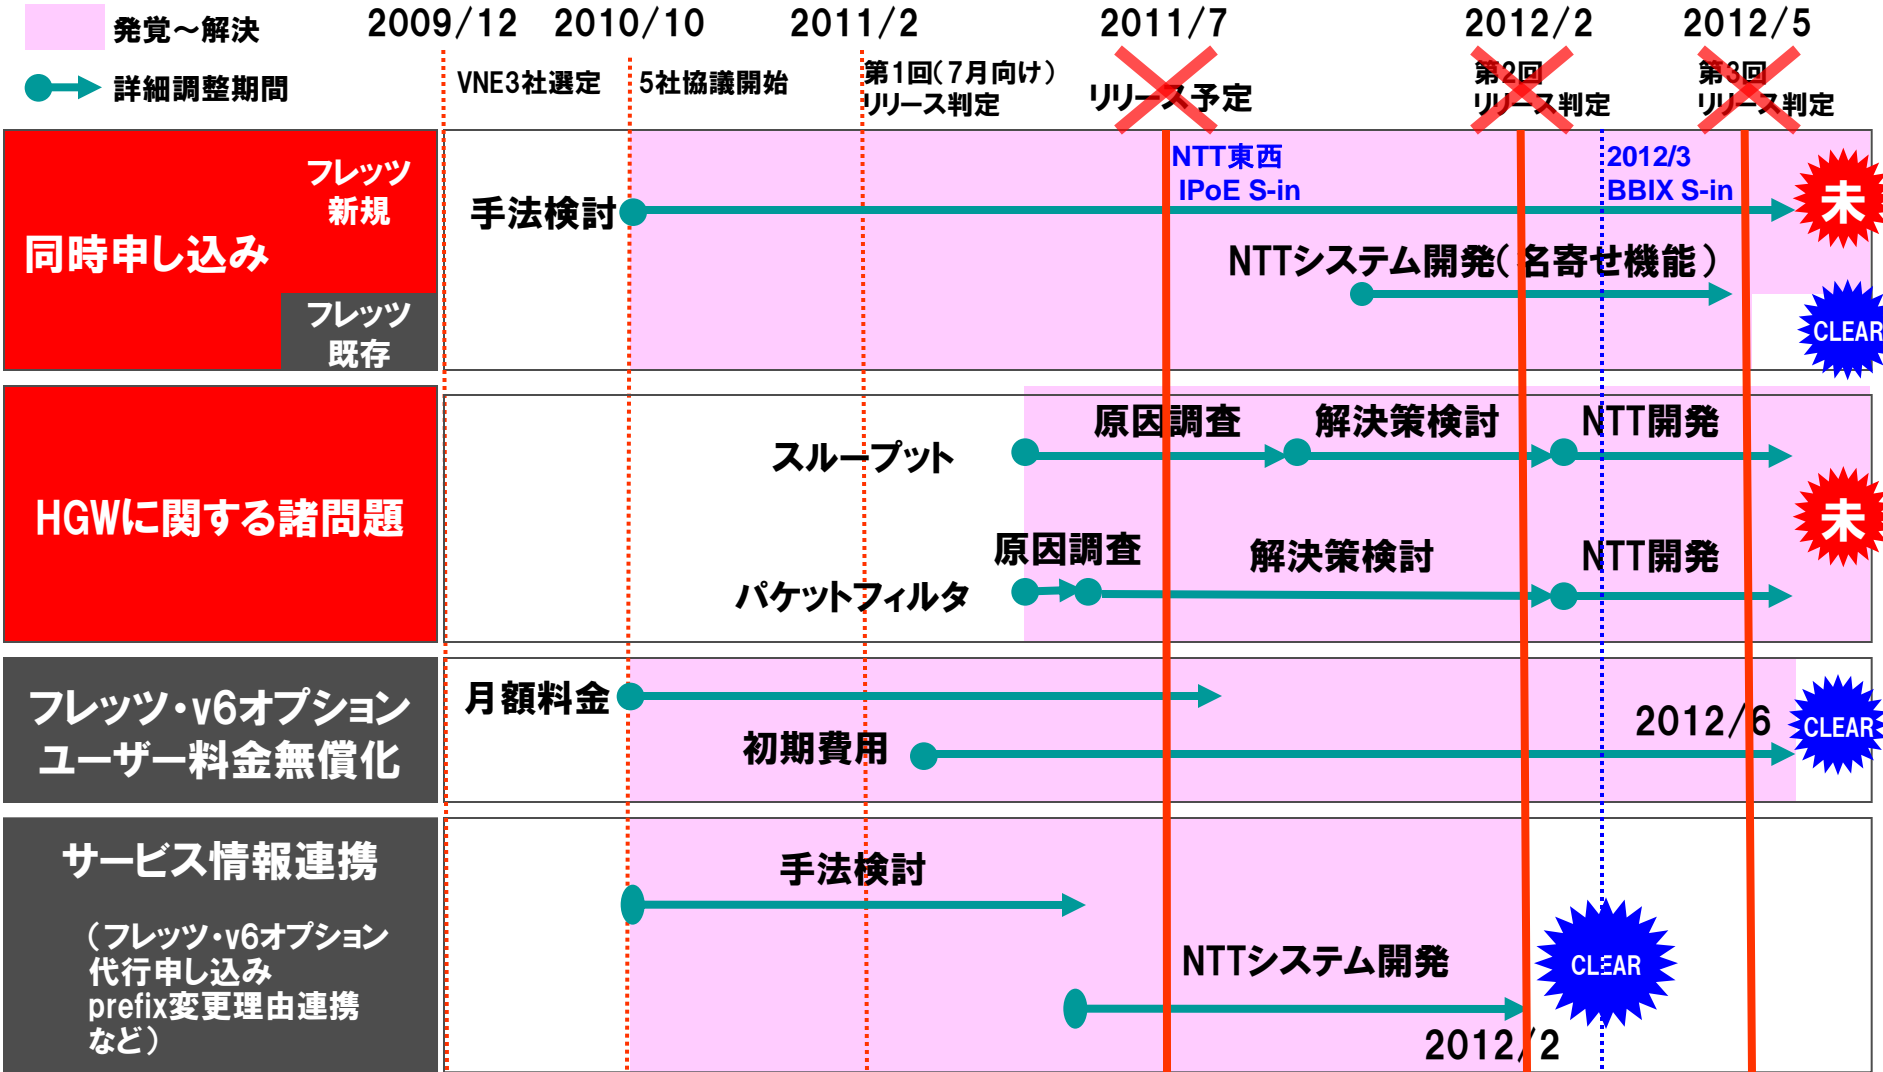 発覚～解決
詳細調整期間
2009/12
2010/10
2011/2
2011/7
2012/2
2012/5
VNE3社選定
5社協議開始
第1回(7月向け)
リリース判定
リリース予定
第2回
リリース判定
第3回
リリース判定
同時申し込み
フレッツ
新規
フレッツ
既存
手法検討
NTT東西
IPoE S-in
2012/3
BBIX S-in
未
NTTシステム開発(名寄せ機能)
CLEAR
HGWに関する諸問題
スループット
原因調査
解決策検討
NTT開発
未
パケットフィルタ
原因調査
解決策検討
NTT開発
フレッツ・v6オプション
ユーザー料金無償化
月額料金
初期費用
2012/6
CLEAR
サービス情報連携
(フレッツ・v6オプション
代行申し込み
prefix変更理由連携
など)
手法検討
NTTシステム開発
2012/2
CLEAR